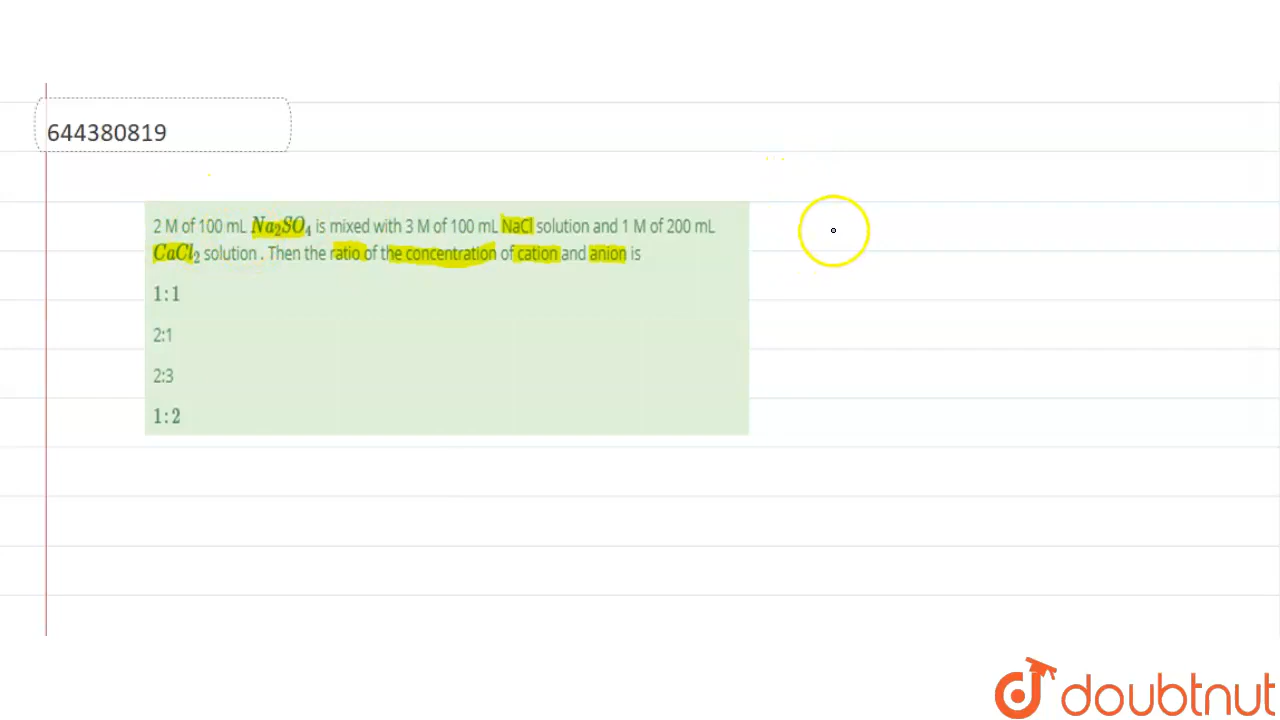 644380819
2 M of 100 mL Na₂SO₄ is mixed with 3 M of 100 mL NaCl solution and 1 M of 200 mL
CaCl₂ solution . Then the ratio of the concentration of cation and anion is
1 : 1
2:1
2:3
1 : 2
doubtnut